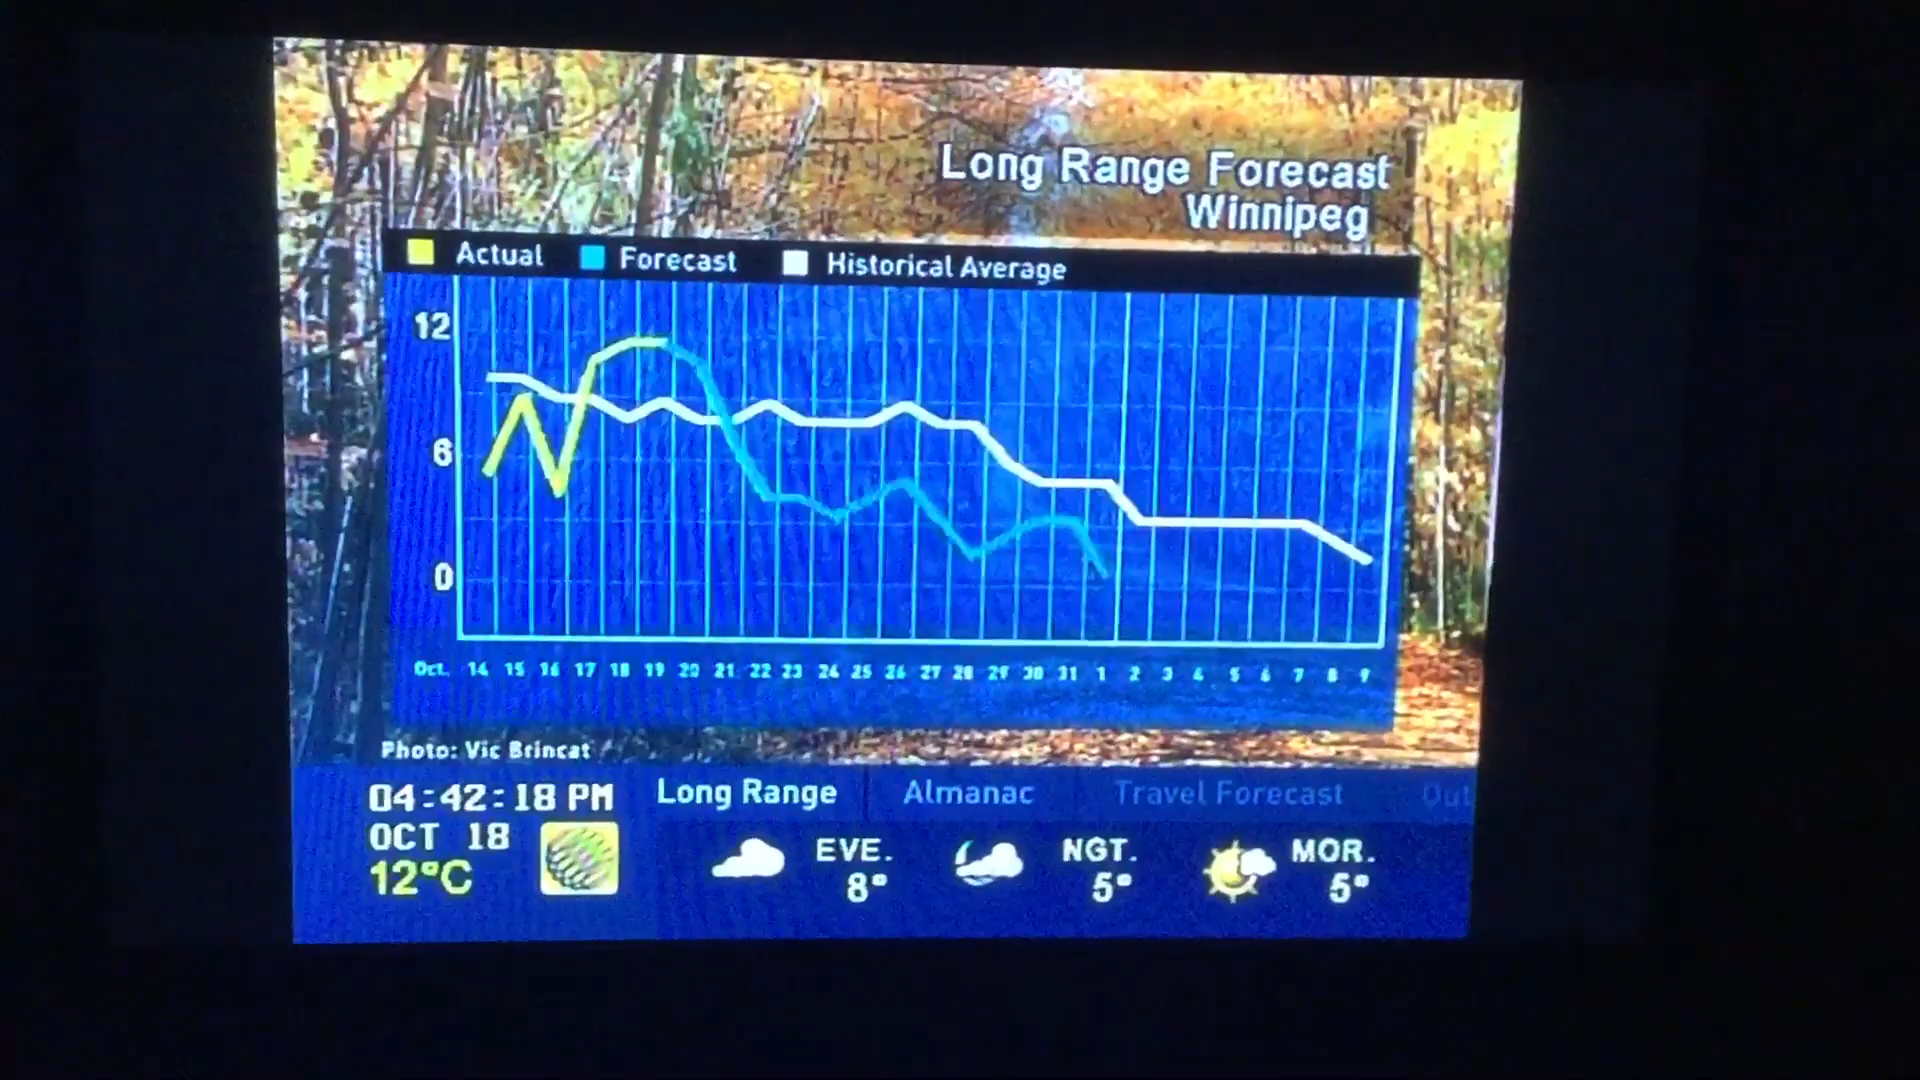 Long Range Forecast
Winnipeg
Actual Forecast Historical Average
12
6
0
Oct. 14 15 16 17 18 19 20 21 22 23 24 25 26 27 28 29 30 31 1 2 3 4 5 6 7 8 9
Photo: Vic Brincat
04:42:18 PM
OCT 18
12°C
Long Range Almanac Travel Forecast Out
EVE.
8°
NGT.
5°
MOR.
5°